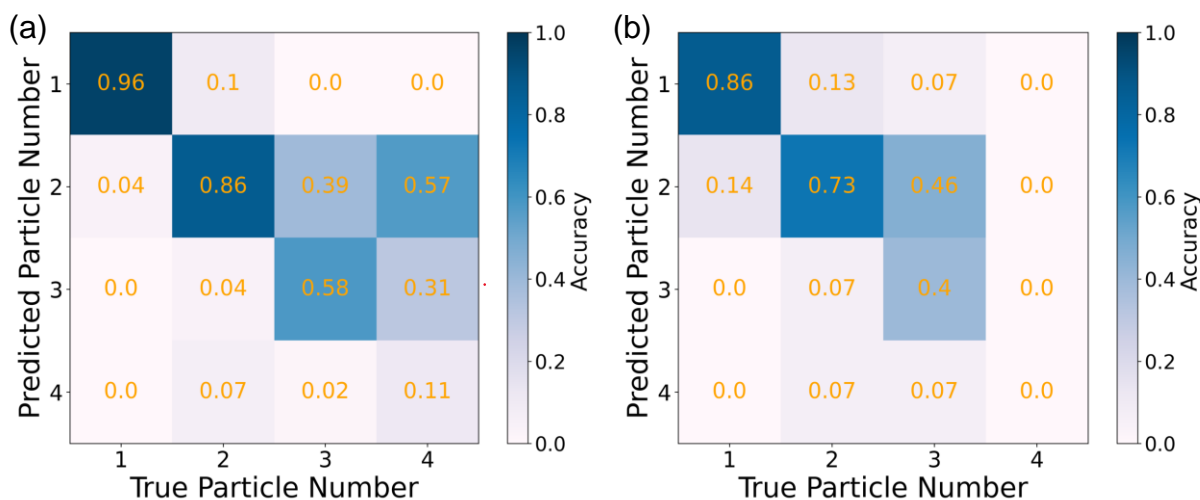 (a)
Predicted Particle Number
1
2
3
4
0.96 0.1 0.0 0.0
0.04 0.86 0.39 0.57
0.0 0.04 0.58 0.31
0.0 0.07 0.02 0.11
1 2 3 4
True Particle Number
1.0
0.8
0.6
0.4
0.2
0.0
Accuracy
(b)
Predicted Particle Number
1
2
3
4
0.86 0.13 0.07 0.0
0.14 0.73 0.46 0.0
0.0 0.07 0.4 0.0
0.0 0.07 0.07 0.0
1 2 3 4
True Particle Number
1.0
0.8
0.6
0.4
0.2
0.0
Accuracy